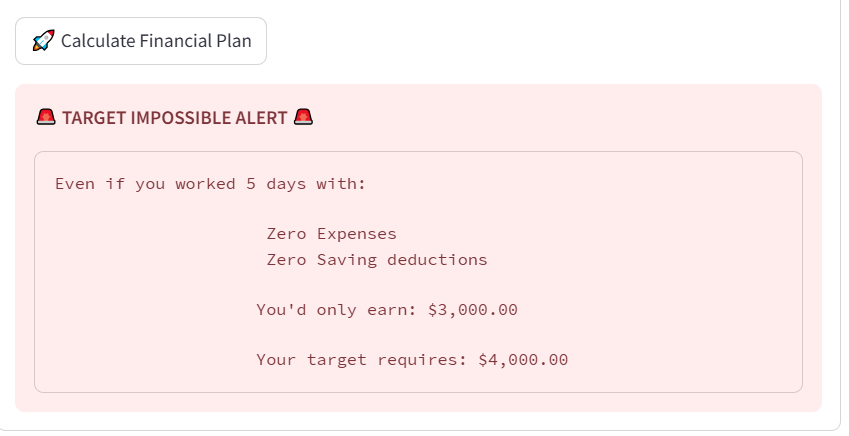 🚀 Calculate Financial Plan
🚨 TARGET IMPOSSIBLE ALERT 🚨
Even if you worked 5 days with:
Zero Expenses
Zero Saving deductions
You'd only earn: $3,000.00
Your target requires: $4,000.00